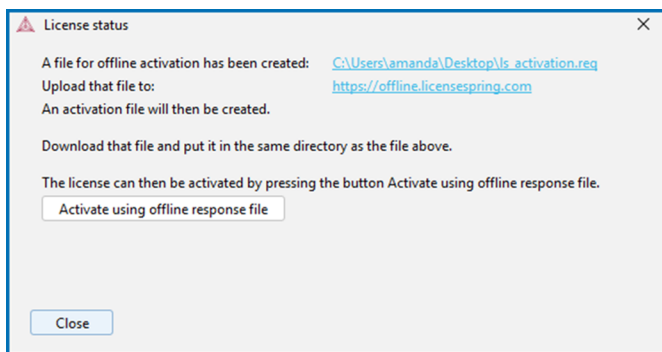 License status
A file for offline activation has been created: C:\Users\amanda\Desktop\ls_activation.req
Upload that file to: https://offline.licensespring.com
An activation file will then be created.
Download that file and put it in the same directory as the file above.
The license can then be activated by pressing the button Activate using offline response file.
Activate using offline response file
Close